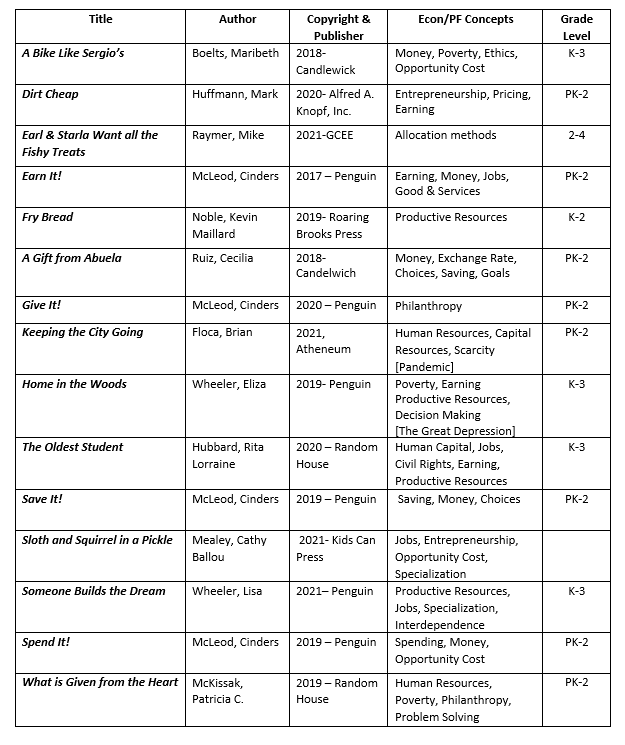 Title Author Copyright & Publisher Econ/PF Concepts Grade Level
A Bike Like Sergio's Boelts, Maribeth 2018- Candlewick Money, Poverty, Ethics, Opportunity Cost K-3
Dirt Cheap Huffmann, Mark 2020- Alfred A. Knopf, Inc. Entrepreneurship, Pricing, Earning PK-2
Earl & Starla Want all the Fishy Treats Raymer, Mike 2021-GCEE Allocation methods 2-4
Earn It! McLeod, Cinders 2017 – Penguin Earning, Money, Jobs, Good & Services PK-2
Fry Bread Noble, Kevin Maillard 2019- Roaring Brooks Press Productive Resources K-2
A Gift from Abuela Ruiz, Cecilia 2018- Candelwich Money, Exchange Rate, Choices, Saving, Goals PK-2
Give It! McLeod, Cinders 2020 – Penguin Philanthropy PK-2
Keeping the City Going Floca, Brian 2021, Atheneum Human Resources, Capital Resources, Scarcity [Pandemic] PK-2
Home in the Woods Wheeler, Eliza 2019- Penguin Poverty, Earning Productive Resources, Decision Making [The Great Depression] K-3
The Oldest Student Hubbard, Rita Lorraine 2020 – Random House Human Capital, Jobs, Civil Rights, Earning, Productive Resources K-3
Save It! McLeod, Cinders 2019 – Penguin Saving, Money, Choices PK-2
Sloth and Squirrel in a Pickle Mealey, Cathy Ballou 2021- Kids Can Press Jobs, Entrepreneurship, Opportunity Cost, Specialization
Someone Builds the Dream Wheeler, Lisa 2021– Penguin Productive Resources, Jobs, Specialization, Interdependence K-3
Spend It! McLeod, Cinders 2019 – Penguin Spending, Money, Opportunity Cost PK-2
What is Given from the Heart McKissak, Patricia C. 2019 – Random House Human Resources, Poverty, Philanthropy, Problem Solving PK-2